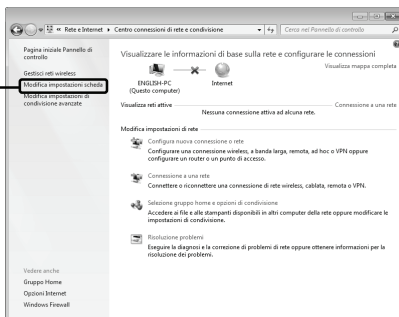 « Rete e Internet ▸ Centro connessioni di rete e condivisione
Cerca nel Pannello di controllo
Pagina iniziale Pannello di
controllo
Gestisci reti wireless
Modifica impostazioni scheda
Modifica impostazioni di
condivisione avanzate
Visualizzare le informazioni di base sulla rete e configurare le connessioni
Visualizza mappa completa
ENGLISH-PC
(Questo computer)
Internet
Visualizza reti attive
Connessione a una rete
Nessuna connessione attiva ad alcuna rete.
Modifica impostazioni di rete
Configura nuova connessione o rete
Configurare una connessione wireless, a banda larga, remota, ad hoc o VPN oppure
configurare un router o un punto di accesso.
Connessione a una rete
Connettere o riconnettere una connessione di rete wireless, cablata, remota o VPN.
Selezione gruppo home e opzioni di condivisione
Accedere ai file e alle stampanti disponibili in altri computer della rete oppure modificare le
impostazioni di condivisione.
Risoluzione problemi
Eseguire la diagnosi e la correzione di problemi di rete oppure ottenere informazioni per la
risoluzione dei problemi.
Vedere anche
Gruppo Home
Opzioni Internet
Windows Firewall